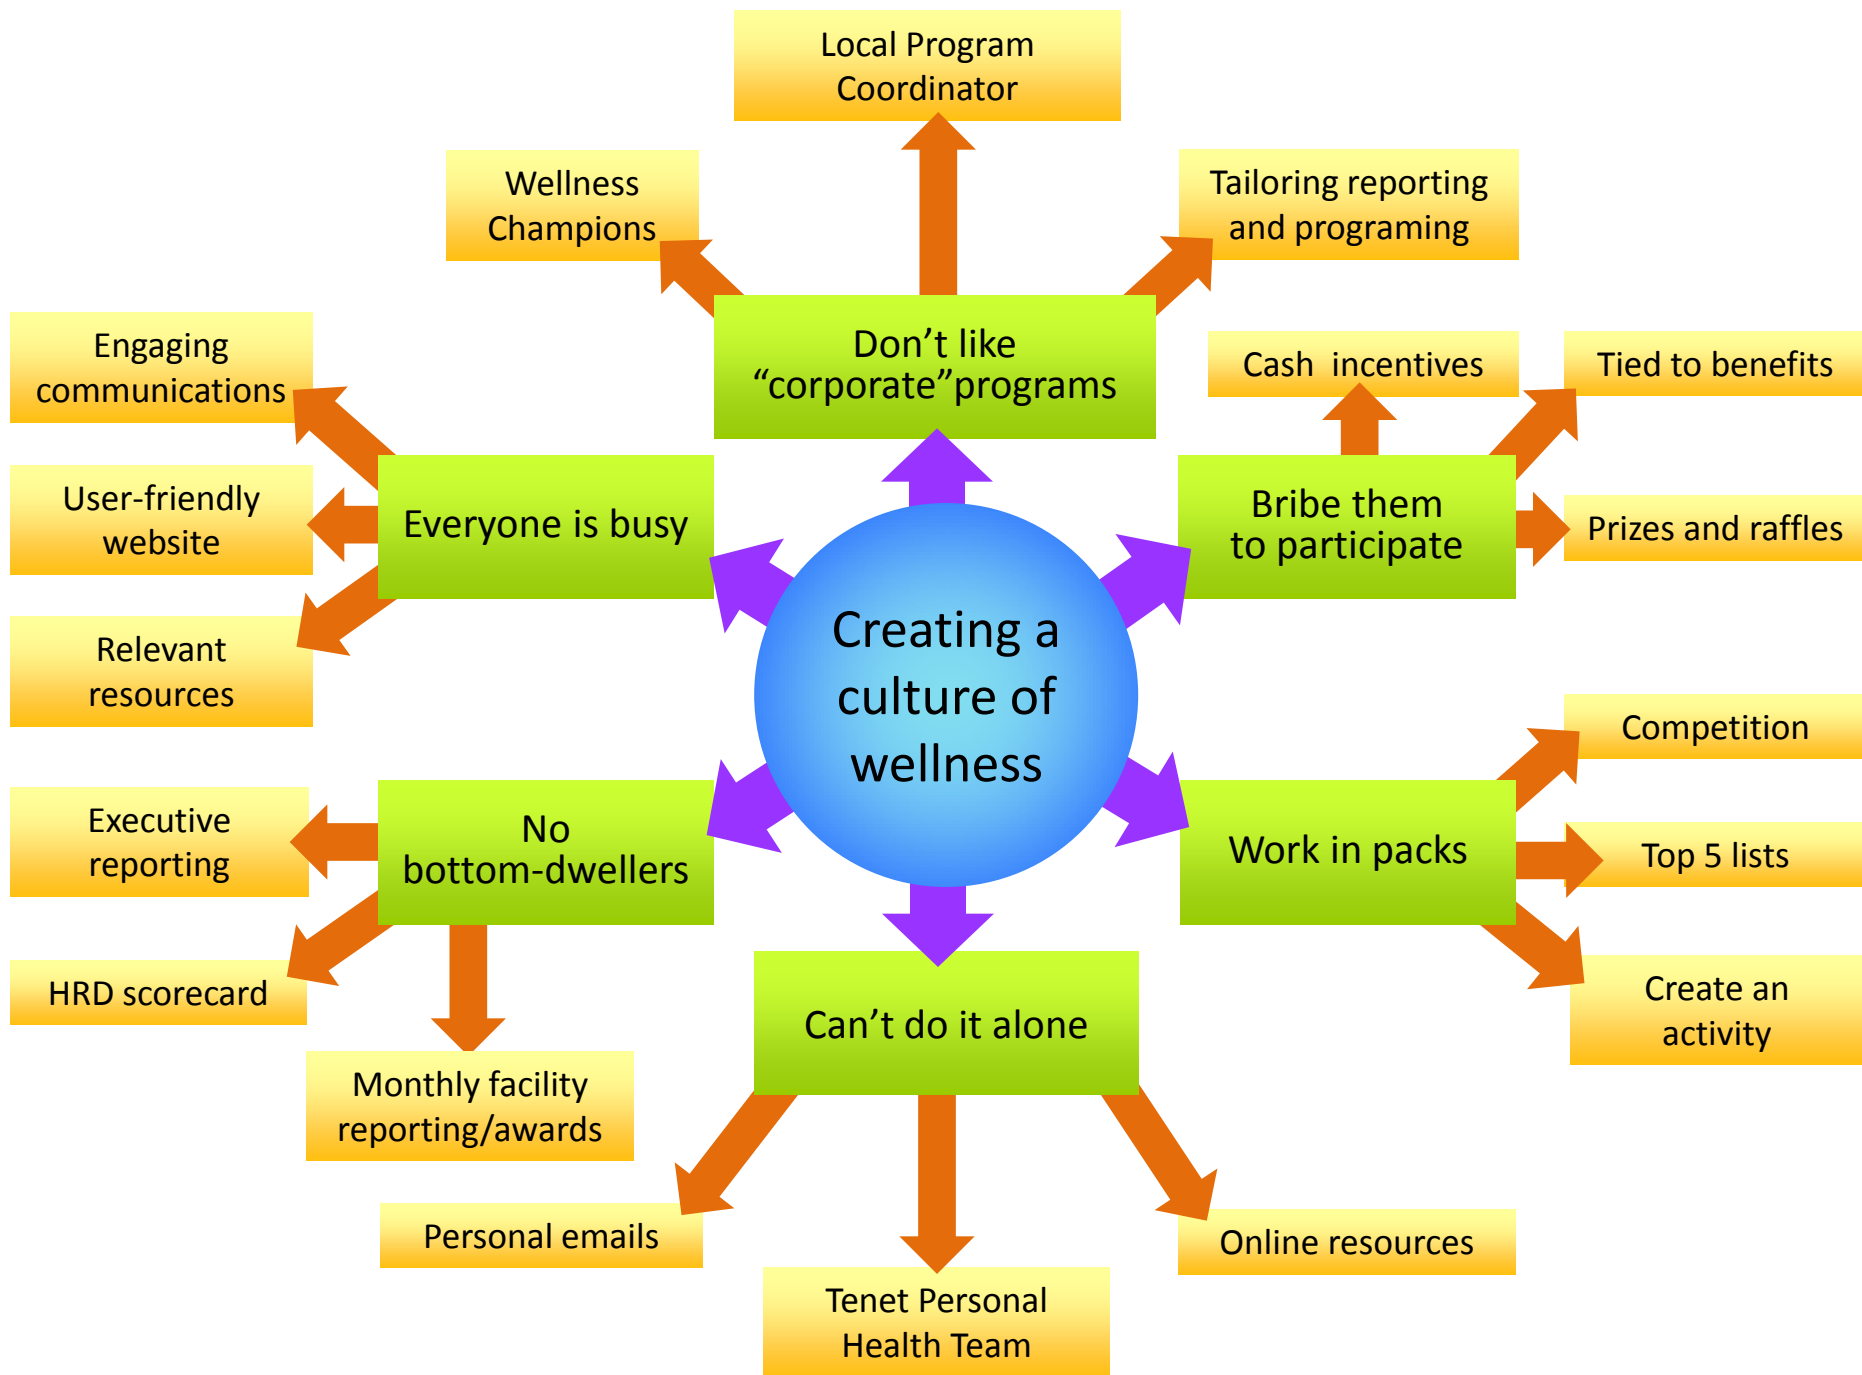 Local Program
Coordinator
Wellness
Champions
Tailoring reporting
and programing
Don’t like
“corporate”programs
Engaging
communications
User-friendly
website
Relevant
resources
Everyone is busy
Cash  incentives
Tied to benefits
Prizes and raffles
Bribe them
to participate
Creating a
culture of
wellness
Executive
reporting
HRD scorecard
Monthly facility
reporting/awards
No
bottom-dwellers
Work in packs
Competition
Top 5 lists
Create an
activity
Can’t do it alone
Personal emails
Tenet Personal
Health Team
Online resources